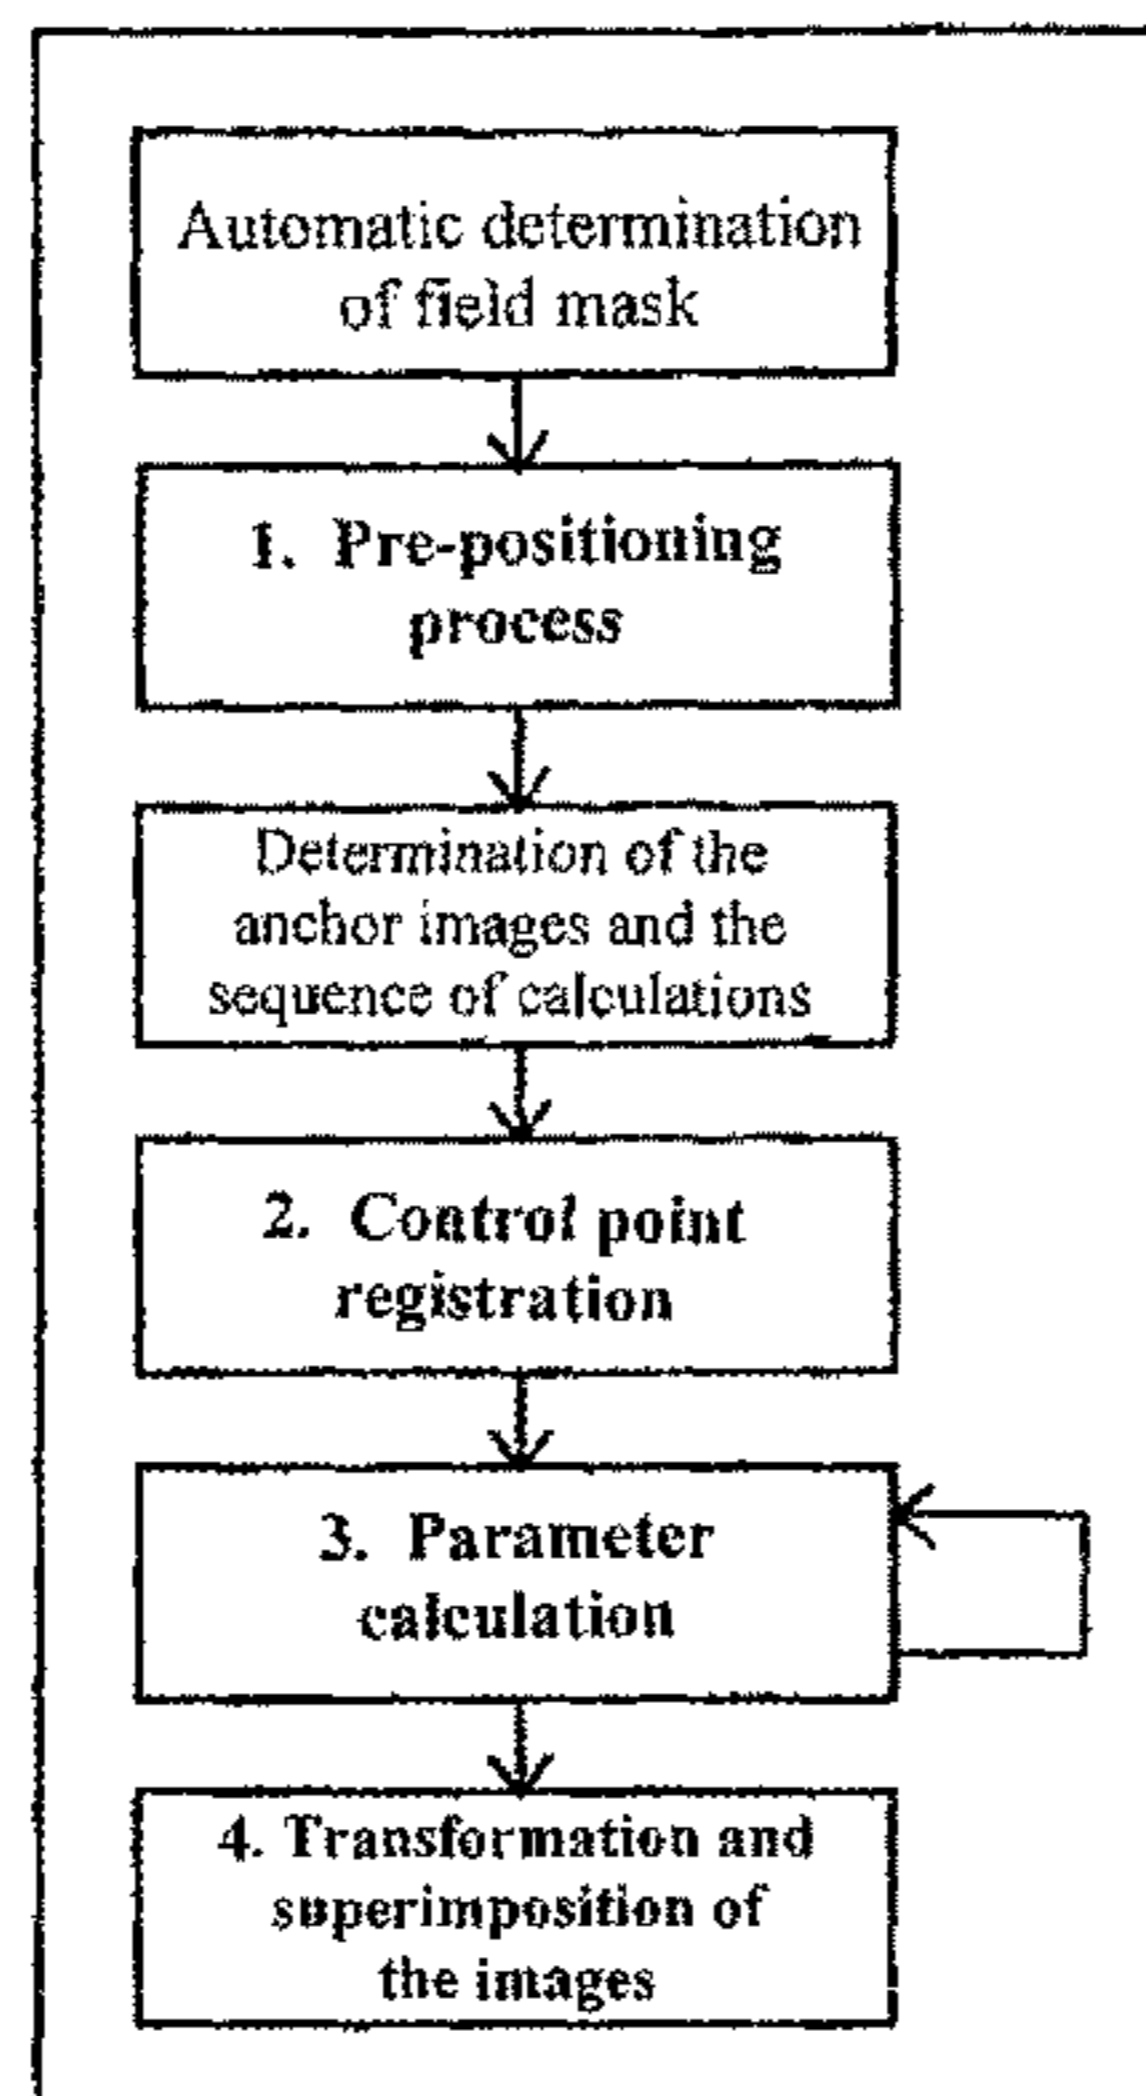 Automatic determination
of field mask
1. Pre-positioning
process
Determination of the
anchor images and the
sequence of calculations
2. Control point
registration
3. Parameter
calculation
4. Transformation and
superimposition of
the images